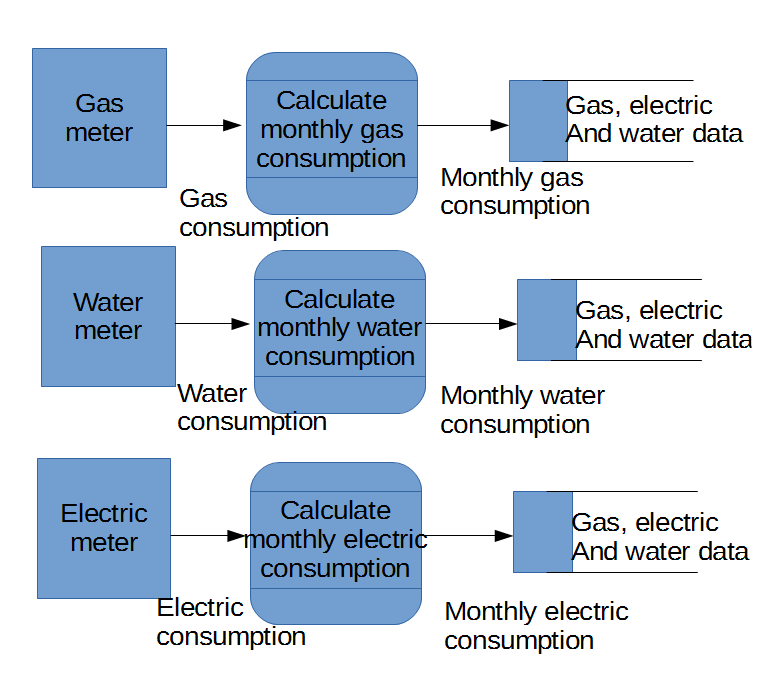 Gas
meter
Calculate
monthly gas
consumption
Gas, electric
And water data
Gas
consumption
Monthly gas
consumption
Water
meter
Calculate
monthly water
consumption
Gas, electric
And water data
Water
consumption
Monthly water
consumption
Electric
meter
Calculate
monthly electric
consumption
Gas, electric
And water data
Electric
consumption
Monthly electric
consumption